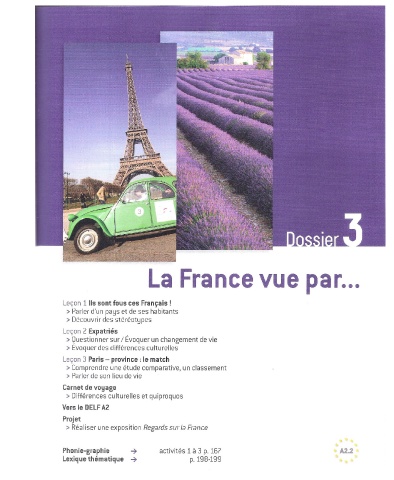 Dossier 3
La France vue par...
Leçon 1 Ils sont fous ces Français !
> Parler d'un pays et de ses habitants
> Découvrir des stéréotypes
Leçon 2 Expatriés
> Questionner sur / Évoquer un changement de vie
> Évoquer des différences culturelles
Leçon 3 Paris – province : le match
> Comprendre une étude comparative, un classement
> Parler de son lieu de vie
Carnet de voyage
> Différences culturelles et quiproquos
Vers le DELF A2
Projet
> Réaliser une exposition Regards sur la France
Phonie-graphie → activités 1 à 3 p. 167
Lexique thématique → p. 198-199
A2.2